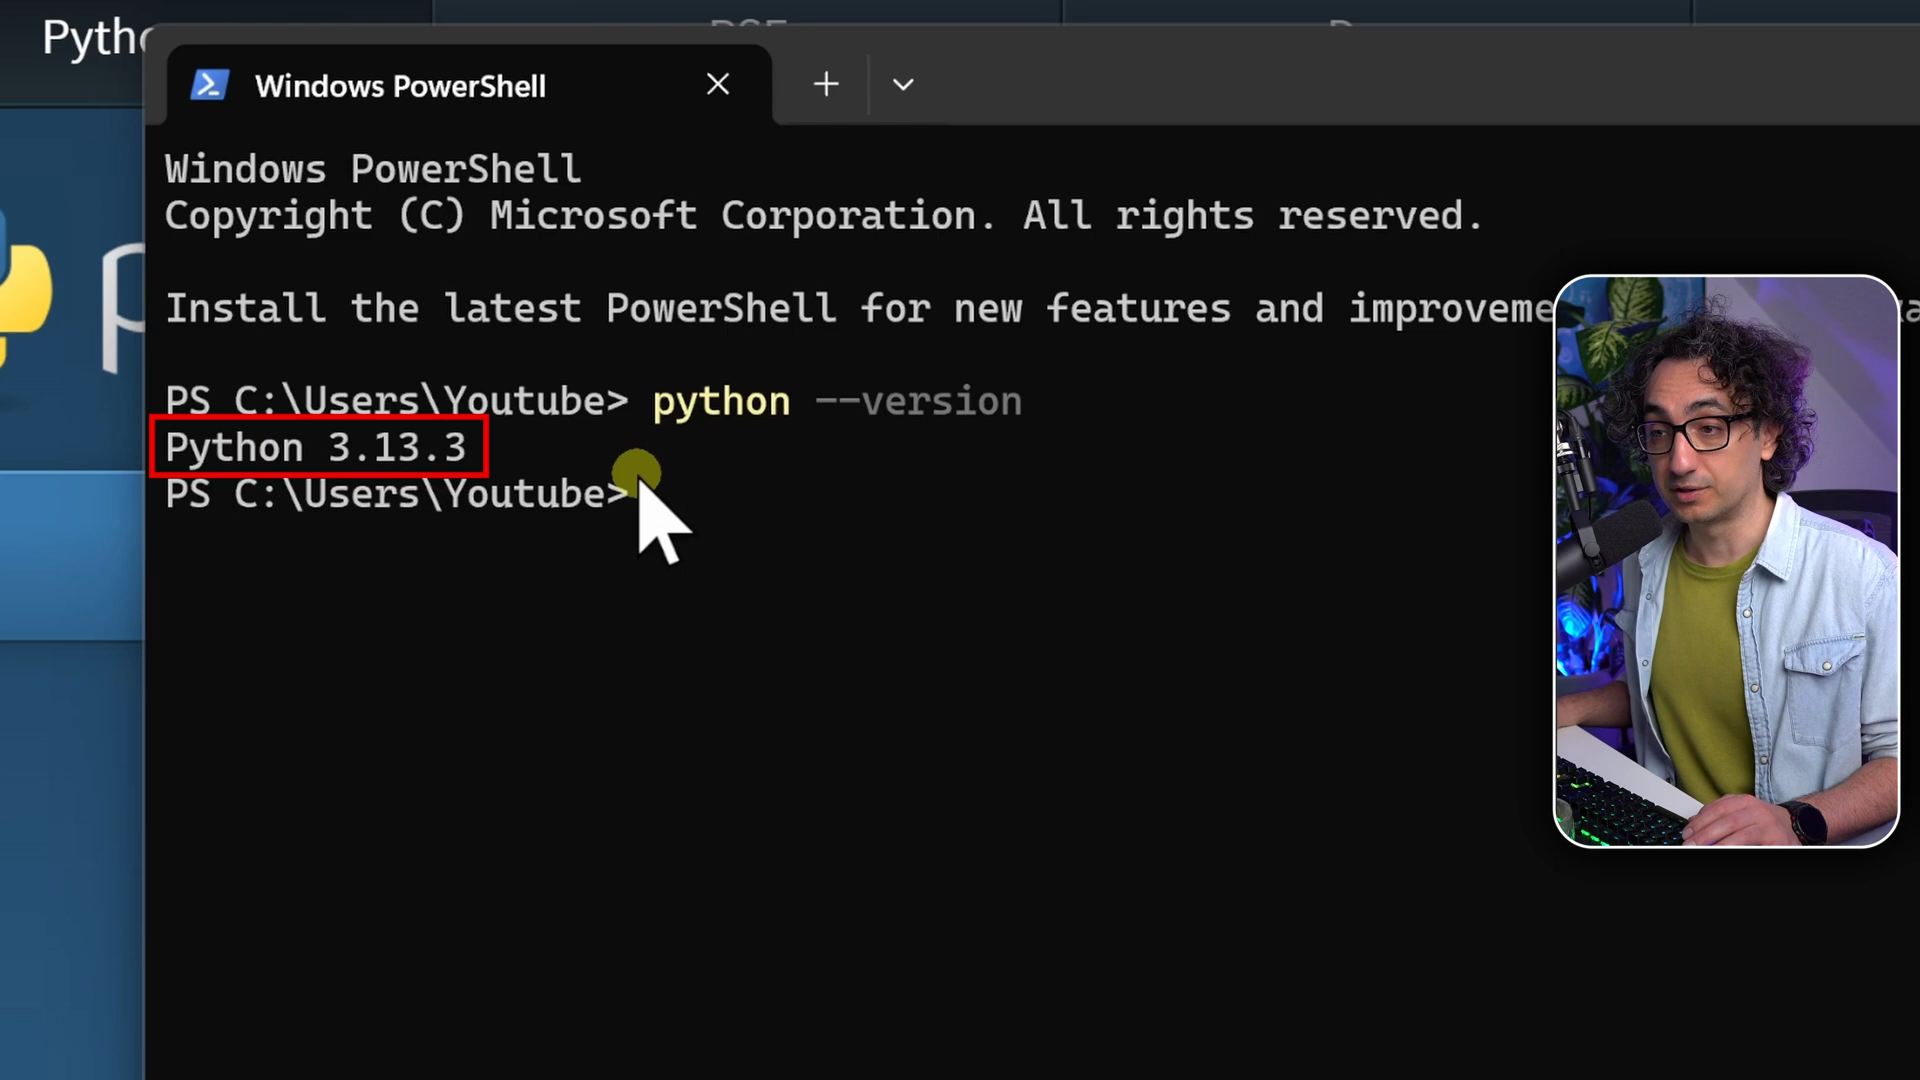 Pytho
Windows PowerShell
Windows PowerShell
Copyright (C) Microsoft Corporation. All rights reserved.
Install the latest PowerShell for new features and improveme
PS C:\Users\Youtube> python --version
Python 3.13.3
PS C:\Users\Youtube>